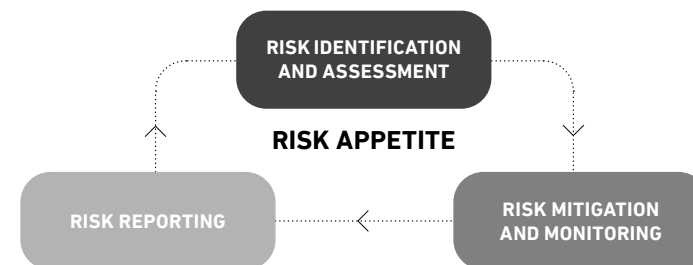 RISK IDENTIFICATION
AND ASSESSMENT
RISK APPETITE
RISK REPORTING
RISK MITIGATION
AND MONITORING